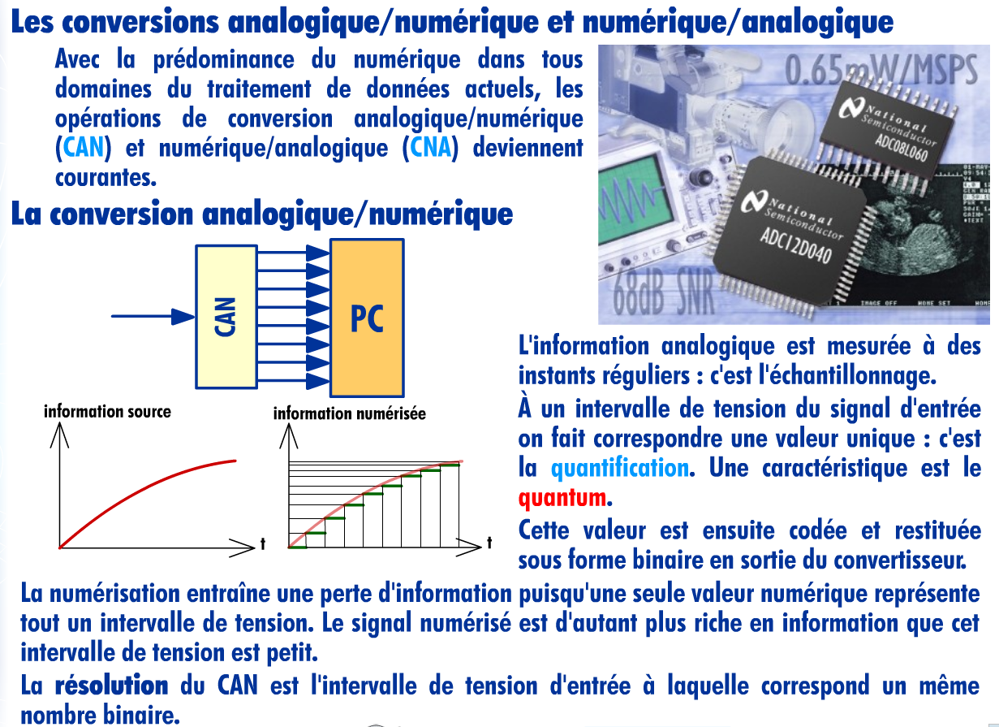 Les conversions analogique/numérique et numérique/analogique
Avec la prédominance du numérique dans tous
domaines du traitement de données actuels, les
opérations de conversion analogique/numérique
(CAN) et numérique/analogique (CNA) deviennent
courantes.
0.65mW/MSPS
National
Semiconductor
ADC08L060
National
Semiconductor
ADC12D040
68dB SNR
IMAGE OFF
HOME SET
La conversion analogique/numérique
CAN
PC
information source
t
information numérisée
t
L'information analogique est mesurée à des
instants réguliers : c'est l'échantillonnage.
À un intervalle de tension du signal d'entrée
on fait correspondre une valeur unique : c'est
la quantification. Une caractéristique est le
quantum.
Cette valeur est ensuite codée et restituée
sous forme binaire en sortie du convertisseur.
La numérisation entraîne une perte d'information puisqu'une seule valeur numérique représente
tout un intervalle de tension. Le signal numérisé est d'autant plus riche en information que cet
intervalle de tension est petit.
La résolution du CAN est l'intervalle de tension d'entrée à laquelle correspond un même
nombre binaire.